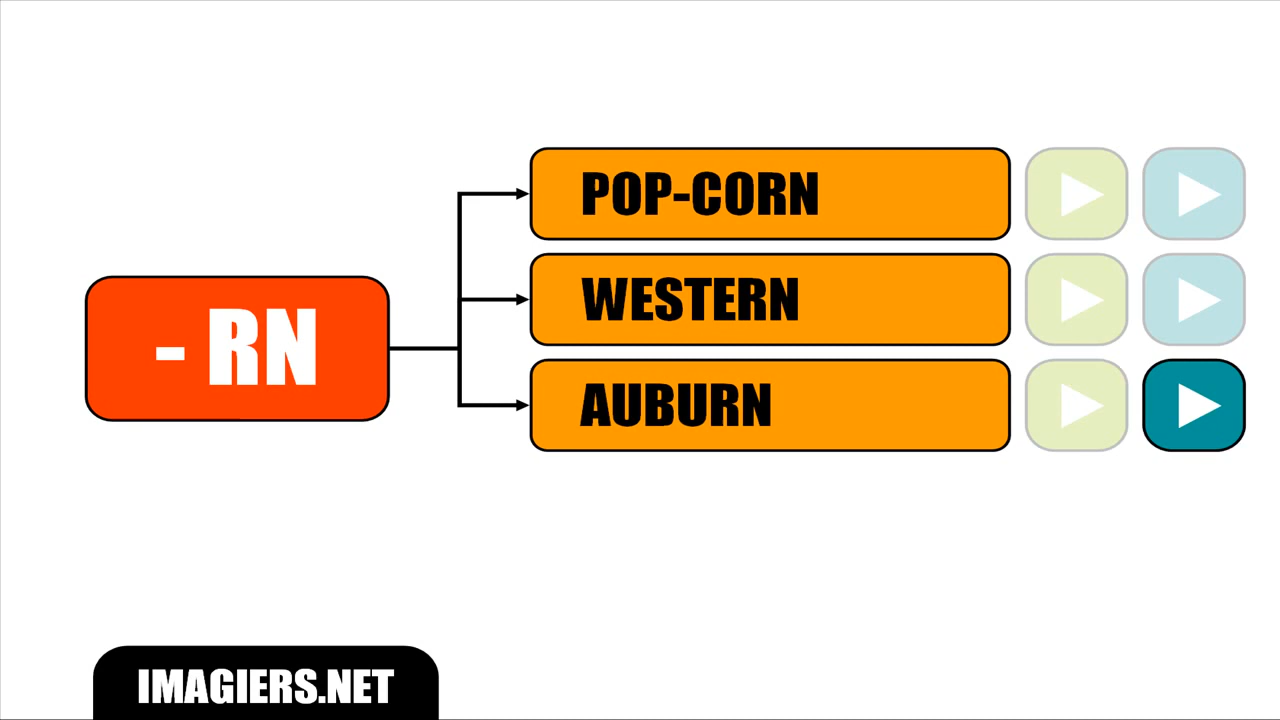 - RN
POP-CORN
WESTERN
AUBURN
IMAGIERS.NET